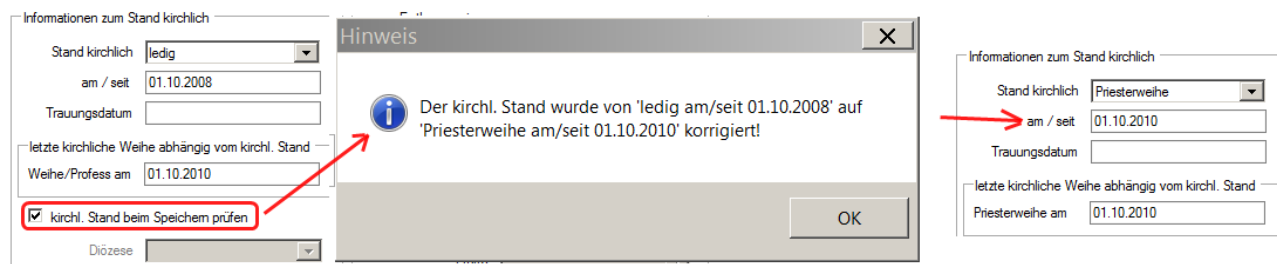 Informationen zum Stand kirchlich
Stand kirchlich ledig
am / seit 01.10.2008
Trauungsdatum
letzte kirchliche Weihe abhängig vom kirchl. Stand
Weihe/Profess am 01.10.2010
kirchl. Stand beim Speichern prüfen
Diözese
Hinweis
Der kirchl. Stand wurde von 'ledig am/seit 01.10.2008' auf
'Priesterweihe am/seit 01.10.2010' korrigiert!
OK
Informationen zum Stand kirchlich
Stand kirchlich Priesterweihe
am / seit 01.10.2010
Trauungsdatum
letzte kirchliche Weihe abhängig vom kirchl. Stand
Priesterweihe am 01.10.2010